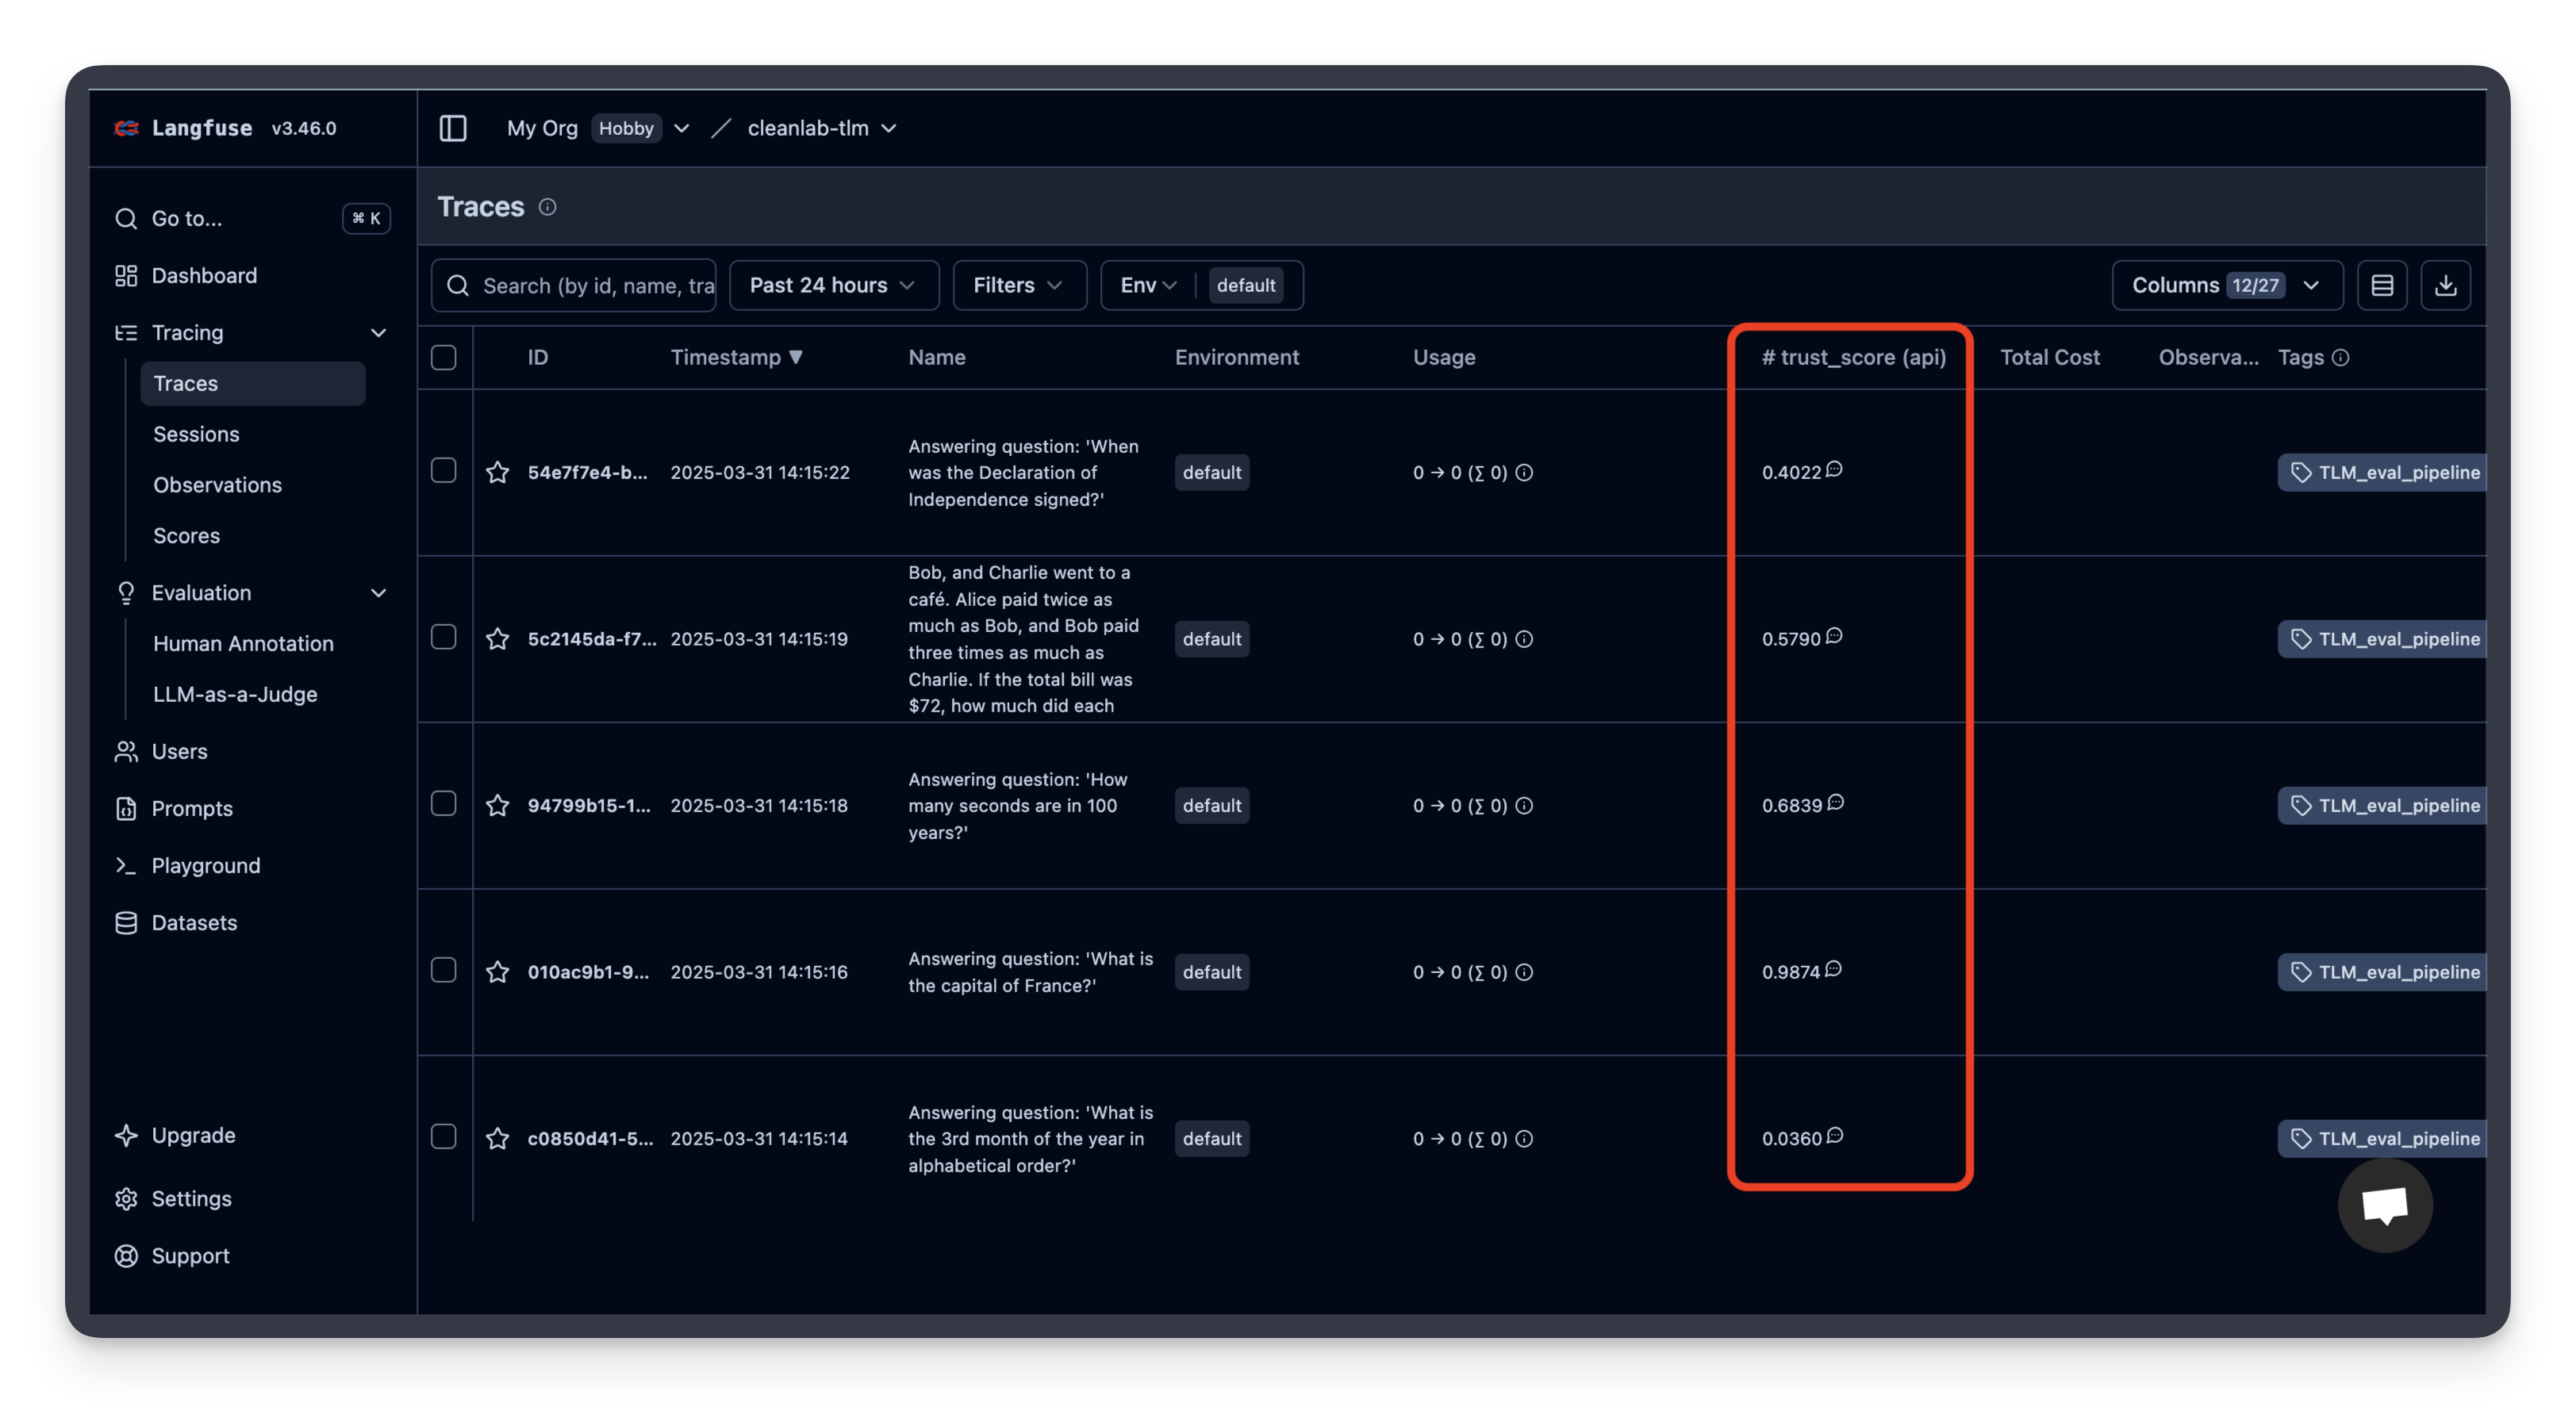 Langfuse v3.46.0
My Org Hobby / cleanlab-tlm
Go to... ⌘ K
Dashboard
Tracing
Traces
Sessions
Observations
Scores
Evaluation
Human Annotation
LLM-as-a-Judge
Users
Prompts
Playground
Datasets
Upgrade
Settings
Support
Traces
Search (by id, name, tra
Past 24 hours
Filters
Env default
Columns 12/27
ID Timestamp ▼ Name Environment Usage # trust_score (api) Total Cost Observa... Tags
54e7f7e4-b... 2025-03-31 14:15:22
Answering question: 'When
was the Declaration of
Independence signed?'
default 0 → 0 (∑ 0) 0.4022 TLM_eval_pipeline
5c2145da-f7... 2025-03-31 14:15:19
Bob, and Charlie went to a
café. Alice paid twice as
much as Bob, and Bob paid
three times as much as
Charlie. If the total bill was
$72, how much did each
default 0 → 0 (∑ 0) 0.5790 TLM_eval_pipeline
94799b15-1... 2025-03-31 14:15:18
Answering question: 'How
many seconds are in 100
years?'
default 0 → 0 (∑ 0) 0.6839 TLM_eval_pipeline
010ac9b1-9... 2025-03-31 14:15:16
Answering question: 'What is
the capital of France?'
default 0 → 0 (∑ 0) 0.9874 TLM_eval_pipeline
c0850d41-5... 2025-03-31 14:15:14
Answering question: 'What is
the 3rd month of the year in
alphabetical order?'
default 0 → 0 (∑ 0) 0.0360 TLM_eval_pipeline